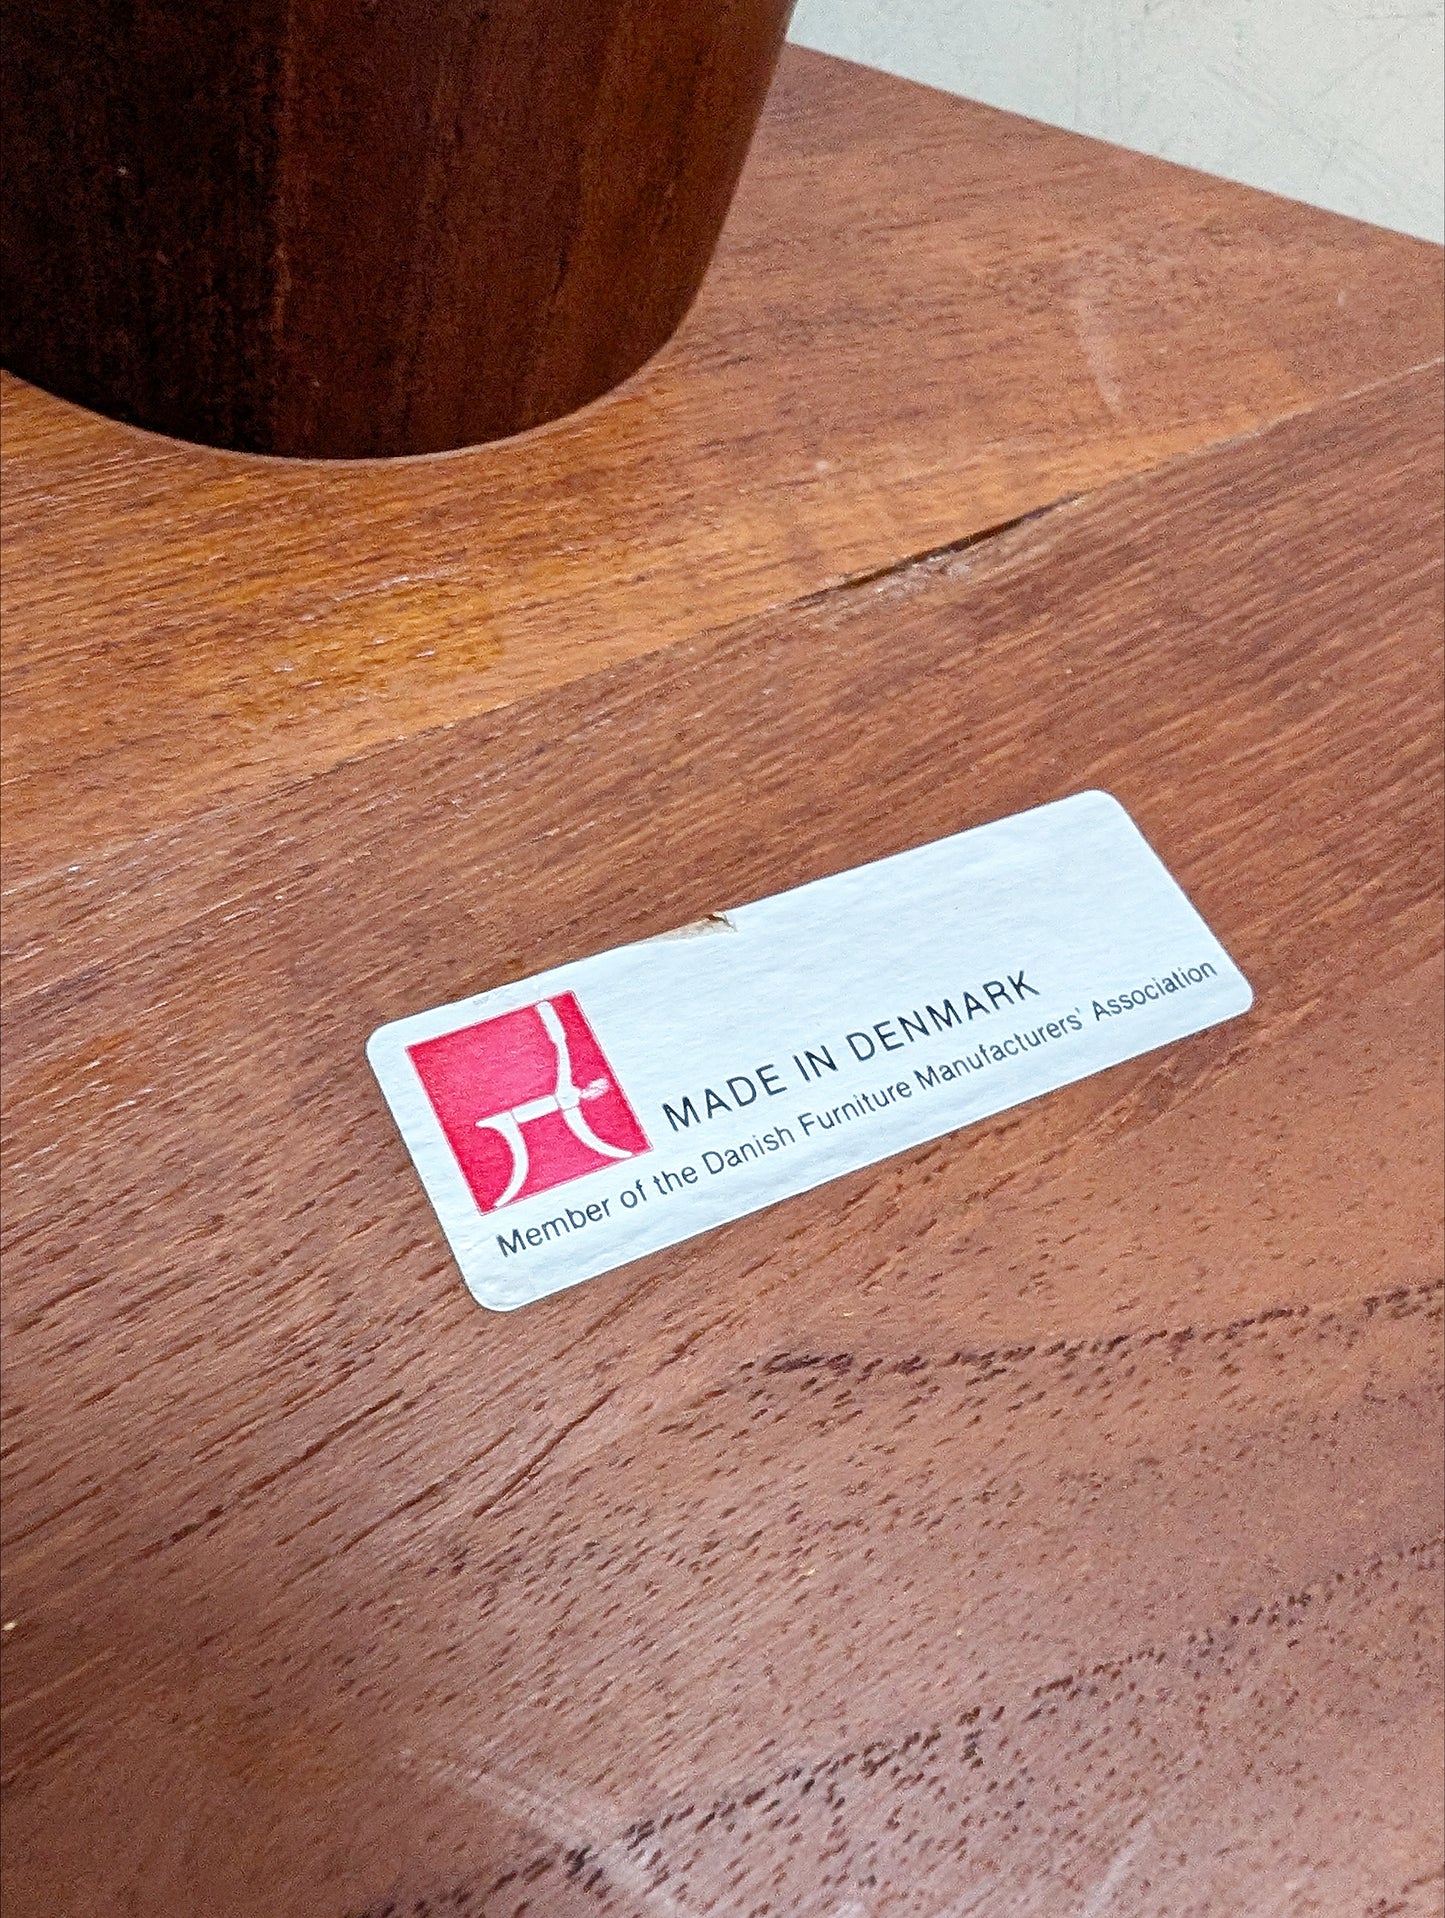 MADE IN DENMARK
Member of the Danish Furniture Manufacturers' Association